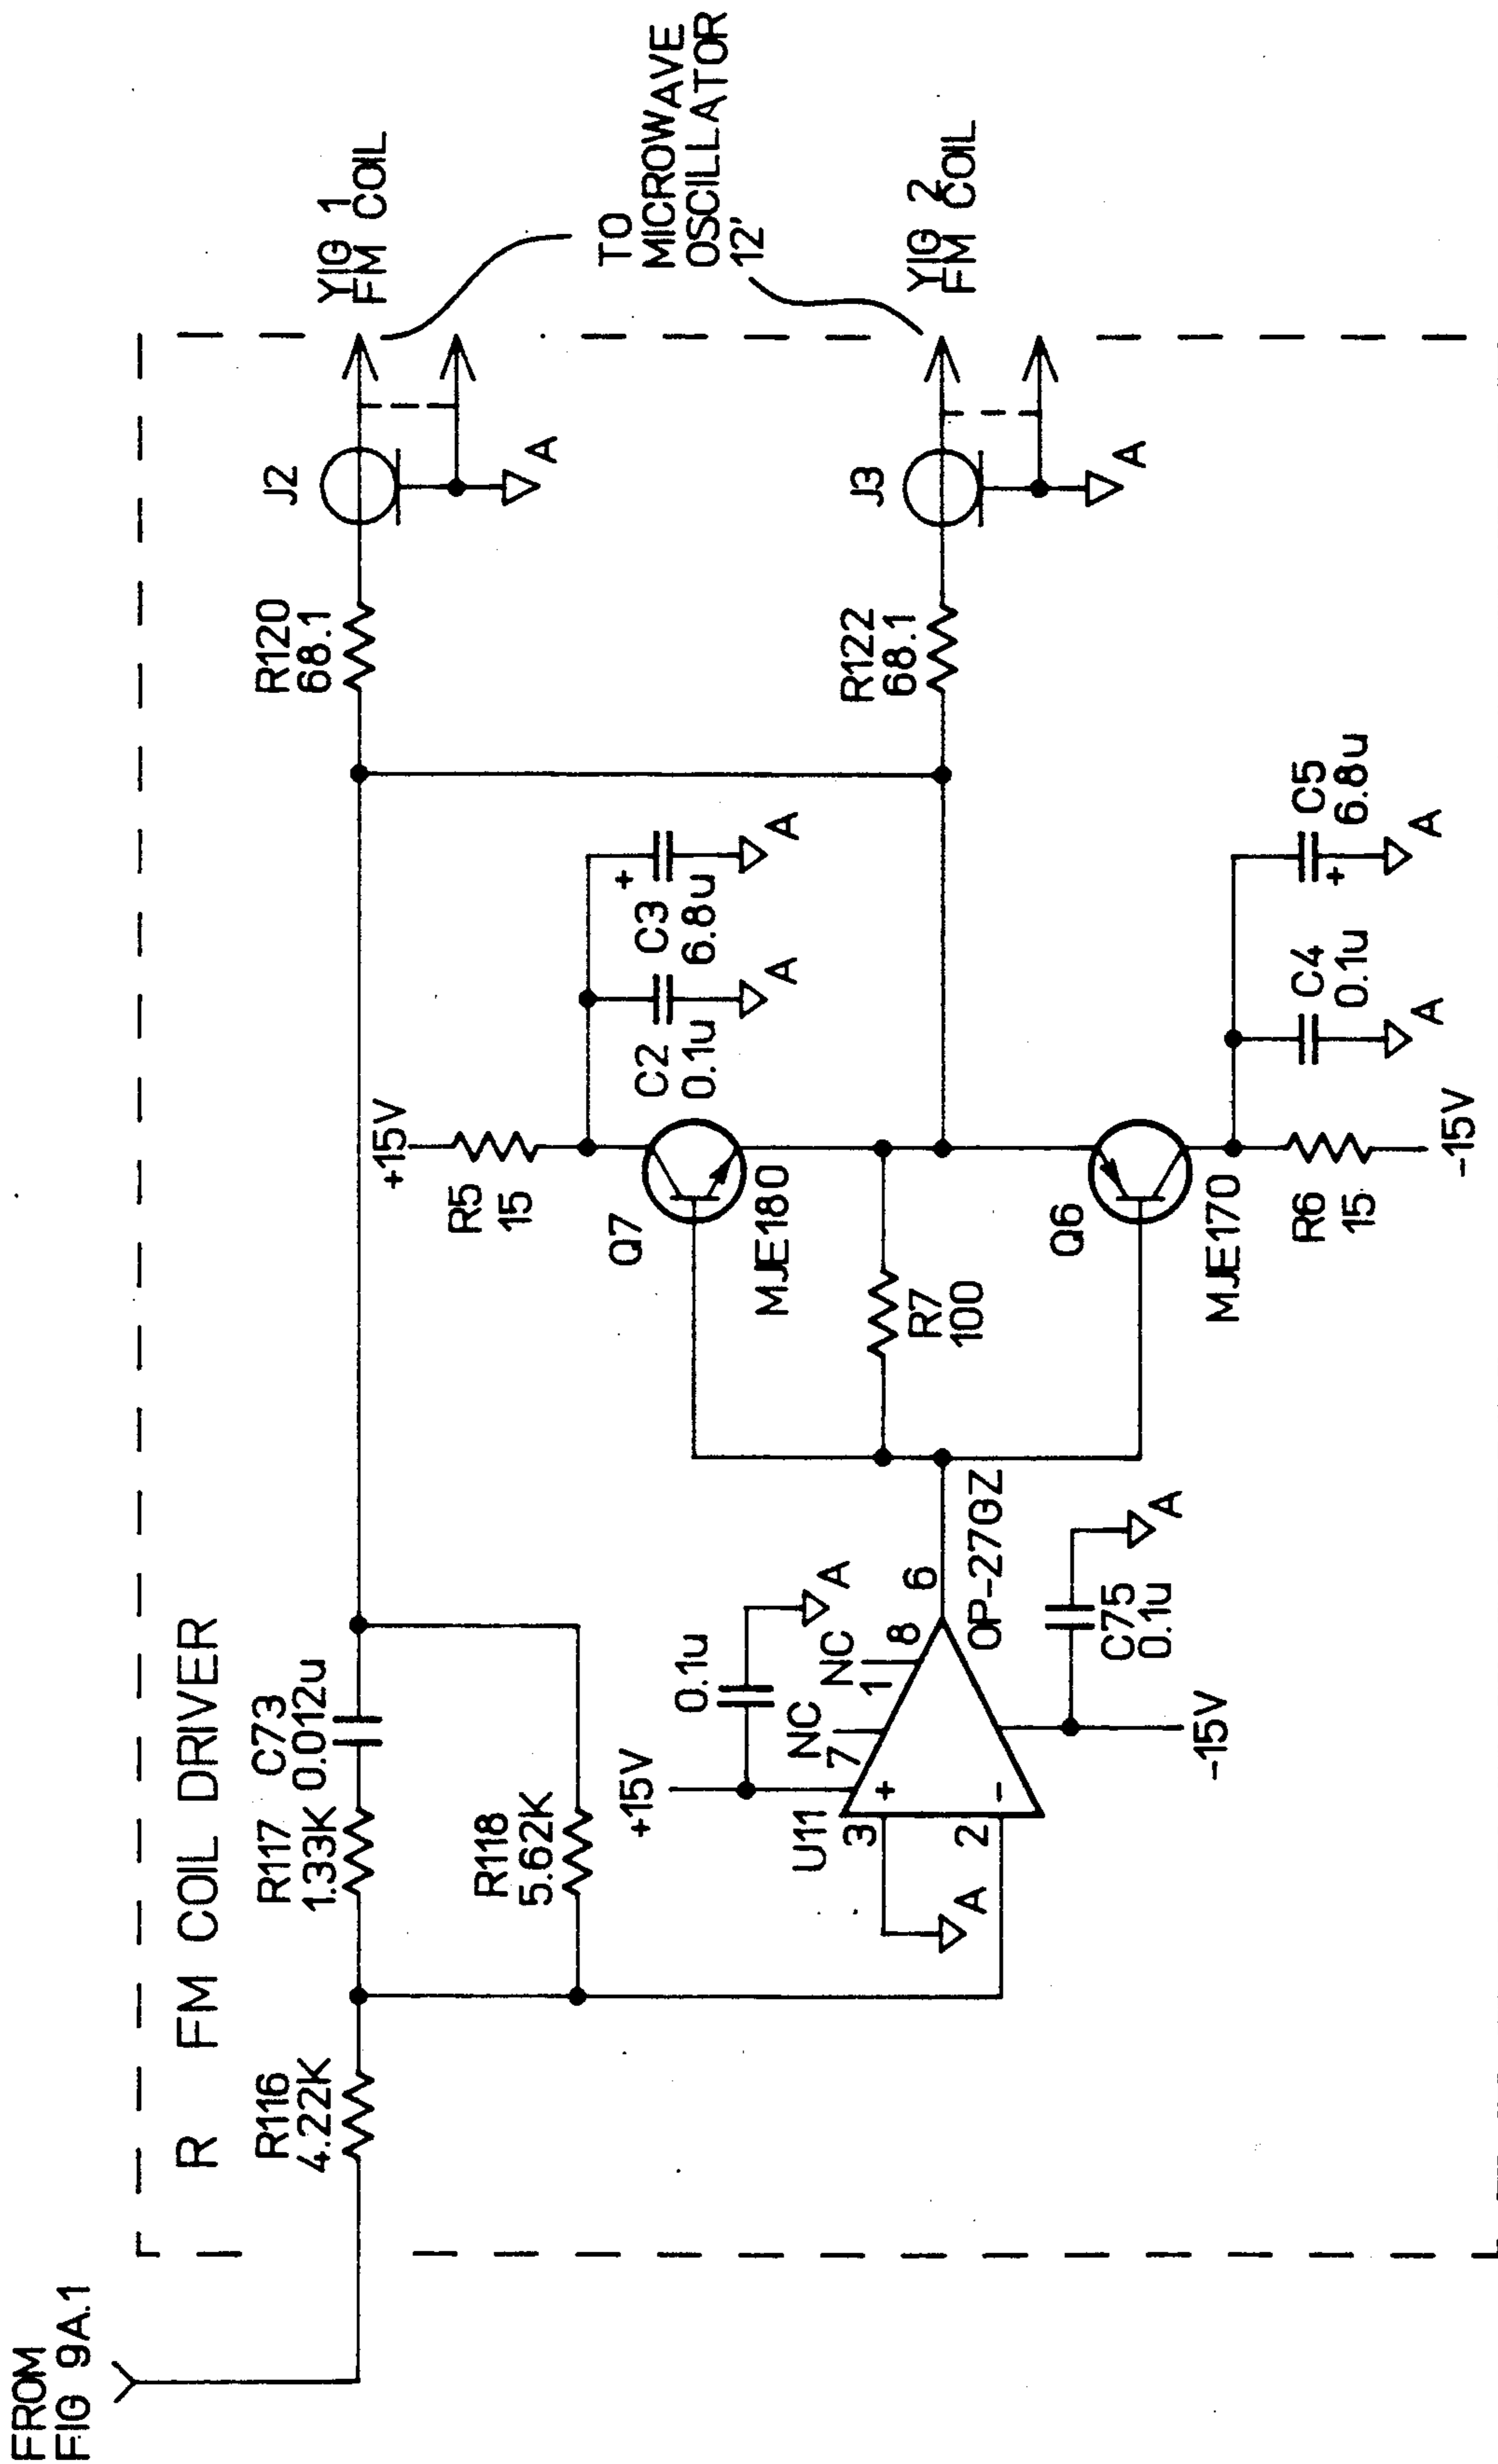 FROM
FIG 9A.1
R FM COIL DRIVER
R116
4.22K
R117
1.33K
C73
0.012u
R118
5.62K
R120
68.1
J2
A
YIG 1
FM COIL
TO
MICROWAVE
OSCILLATOR
12'
+15V
R5
15
C2
0.1u
C3
+
6.8u
A
A
Q7
MJE180
R7
100
R122
68.1
J3
A
YIG 2
FM COIL
+15V
0.1u
A
U11
3
+
2
-
7
NC
1
NC
8
6
OP-27GZ
A
-15V
C75
0.1u
A
Q6
MJE170
R6
15
-15V
C4
0.1u
A
C5
+
6.8u
A